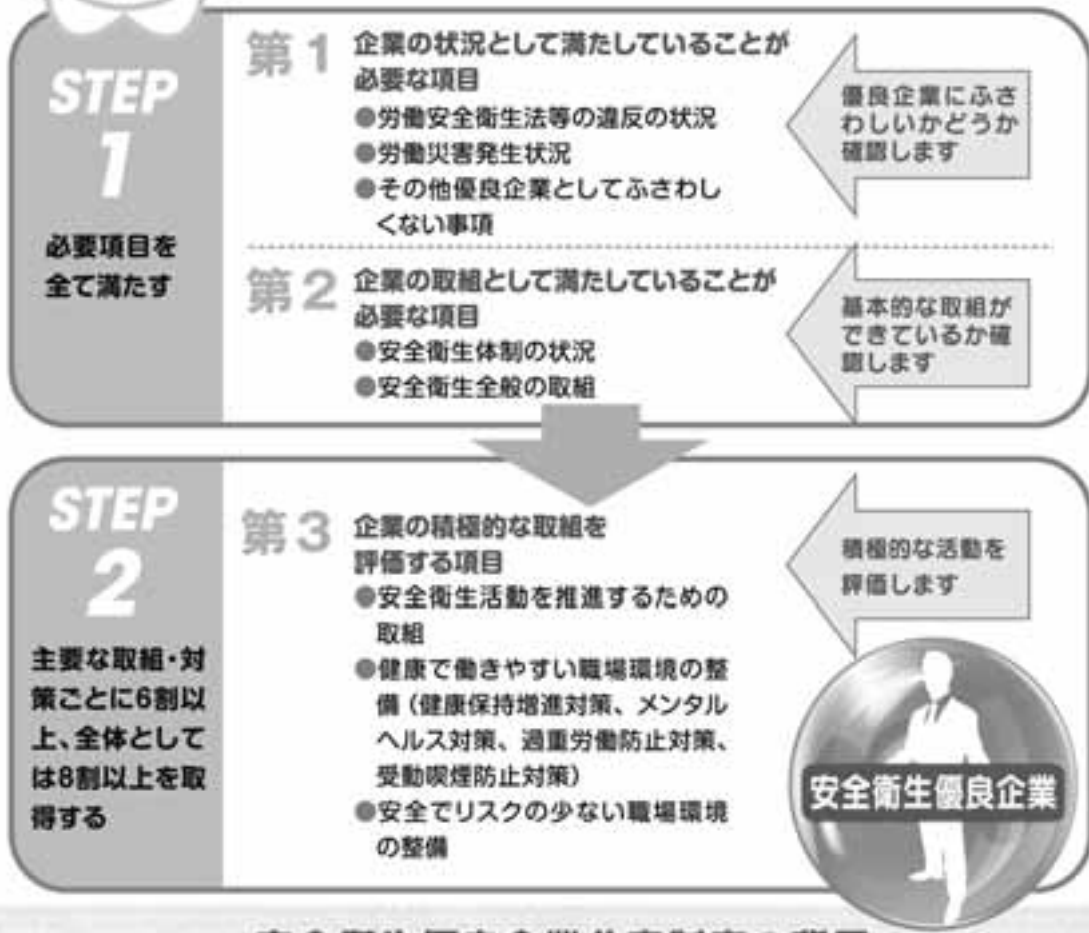 STEP
1
必要項目を
全て満たす
第1
企業の状況として満たしていることが
必要な項目
●労働安全衛生法等の違反の状況
●労働災害発生状況
●その他優良企業としてふさわし
くない事項
優良企業にふさ
わしいかどうか
確認します
第2
企業の取組として満たしていることが
必要な項目
●安全衛生体制の状況
●安全衛生全般の取組
基本的な取組が
できているか確
認します
STEP
2
主要な取組・対
策ごとに6割以
上、全体として
は8割以上を取
得する
第3
企業の積極的な取組を
評価する項目
●安全衛生活動を推進するための
取組
●健康で働きやすい職場環境の整
備（健康保持増進対策、メンタル
ヘルス対策、過重労働防止対策、
受動喫煙防止対策）
●安全でリスクの少ない職場環境
の整備
積極的な活動を
評価します
安全衛生優良企業